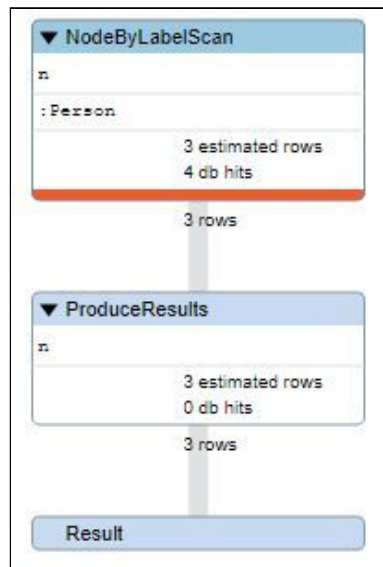 NodeByLabelScan
n
:Person
3 estimated rows
4 db hits
3 rows
ProduceResults
n
3 estimated rows
0 db hits
3 rows
Result